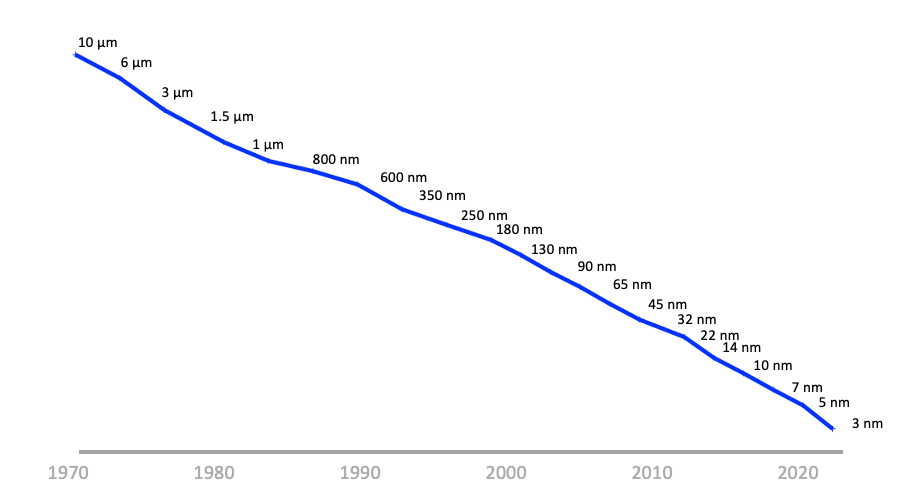 10 µm
6 µm
3 µm
1.5 µm
1 µm
800 nm
600 nm
350 nm
250 nm
180 nm
130 nm
90 nm
65 nm
45 nm
32 nm
22 nm
14 nm
10 nm
7 nm
5 nm
3 nm
1970 1980 1990 2000 2010 2020